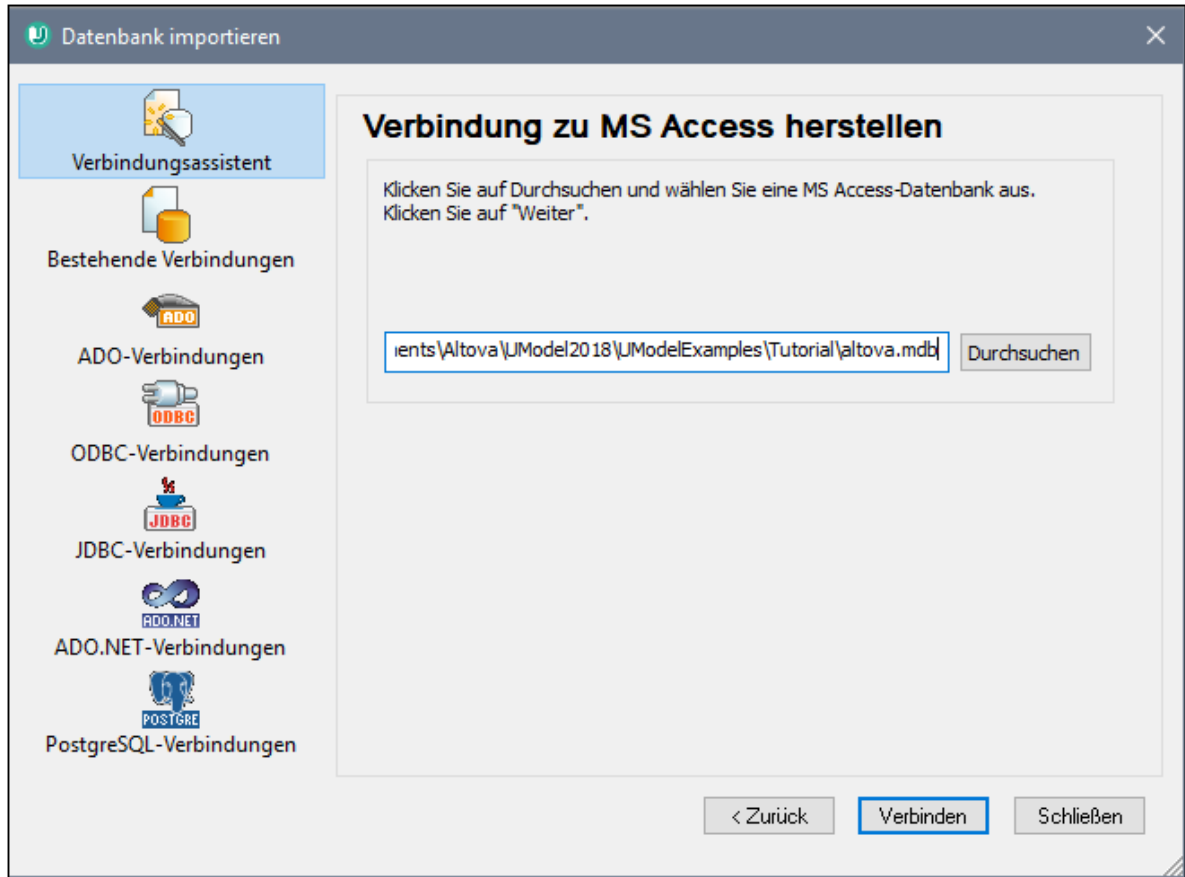 Datenbank importieren
Verbindungsassistent
Bestehende Verbindungen
ADO
ADO-Verbindungen
ODBC
ODBC-Verbindungen
JDBC
JDBC-Verbindungen
ADO.NET
ADO.NET-Verbindungen
POSTGRE
PostgreSQL-Verbindungen
Verbindung zu MS Access herstellen
Klicken Sie auf Durchsuchen und wählen Sie eine MS Access-Datenbank aus.
Klicken Sie auf "Weiter".
ients\Altova\UModel2018\UModelExamples\Tutorial\altova.mdb
Durchsuchen
< Zurück
Verbinden
Schließen